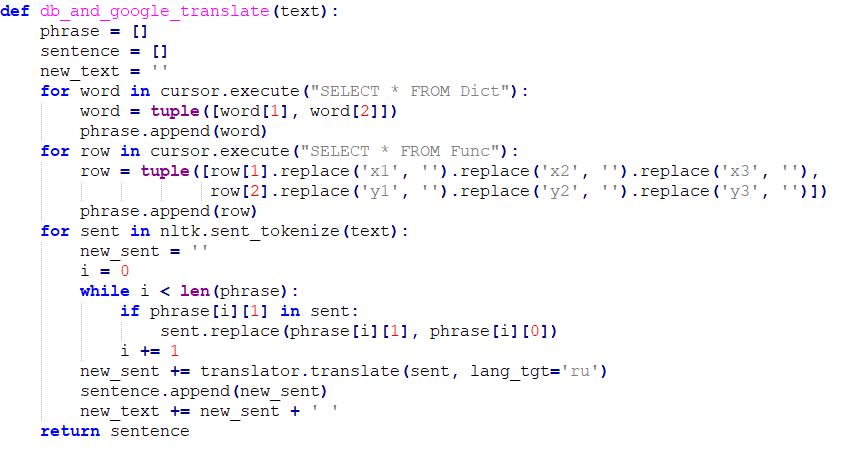 def db_and_google_translate(text):
    phrase = []
    sentence = []
    new_text = ''
    for word in cursor.execute("SELECT * FROM Dict"):
        word = tuple([word[1], word[2]])
        phrase.append(word)
    for row in cursor.execute("SELECT * FROM Func"):
        row = tuple([row[1].replace('x1', '').replace('x2', '').replace('x3', ''),
                     row[2].replace('y1', '').replace('y2', '').replace('y3', '')])
        phrase.append(row)
    for sent in nltk.sent_tokenize(text):
        new_sent = ''
        i = 0
        while i < len(phrase):
            if phrase[i][1] in sent:
                sent.replace(phrase[i][1], phrase[i][0])
            i += 1
        new_sent += translator.translate(sent, lang_tgt='ru')
        sentence.append(new_sent)
        new_text += new_sent + ' '
    return sentence